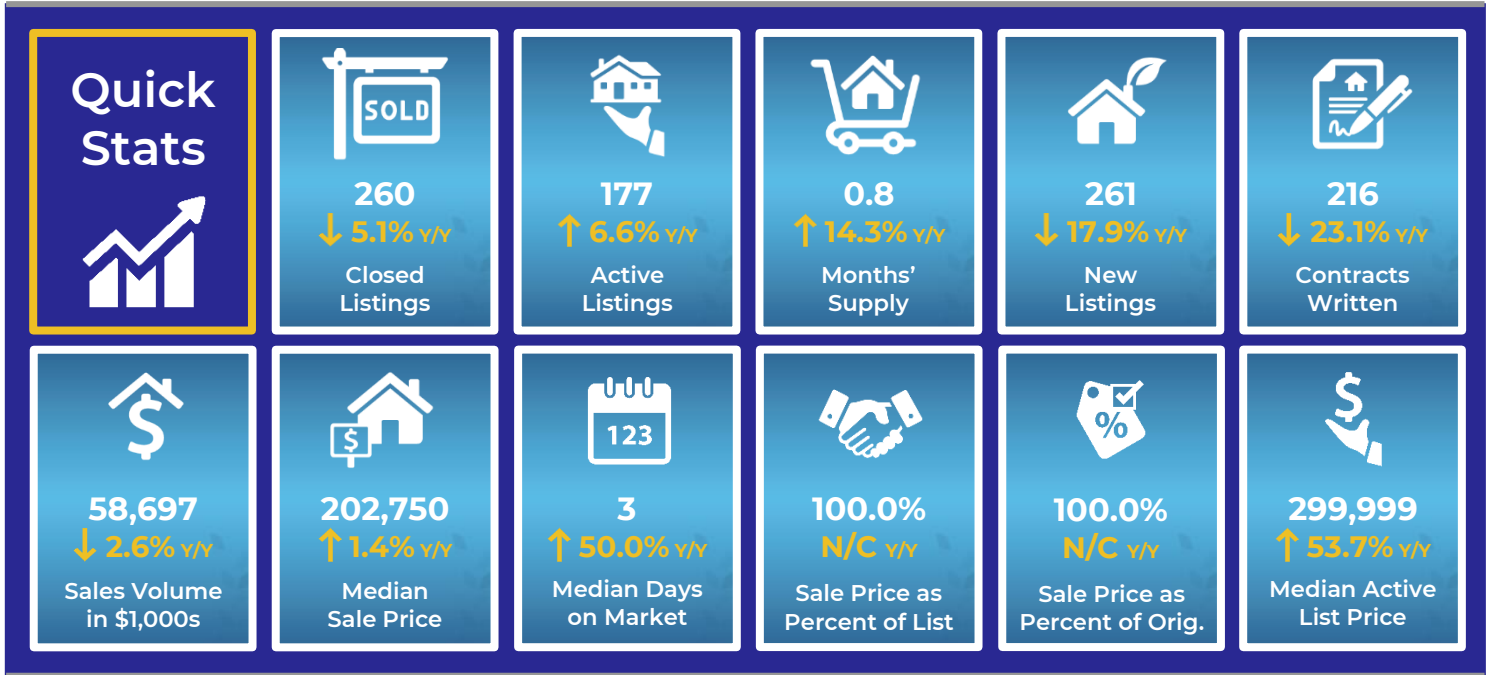 Quick
Stats
SOLD
260
↓ 5.1% Y/Y
Closed
Listings
177
↑ 6.6% Y/Y
Active
Listings
0.8
↑ 14.3% Y/Y
Months’
Supply
261
↓ 17.9% Y/Y
New
Listings
216
↓ 23.1% Y/Y
Contracts
Written
$
58,697
↓ 2.6% Y/Y
Sales Volume
in $1,000s
$
202,750
↑ 1.4% Y/Y
Median
Sale Price
123
3
↑ 50.0% Y/Y
Median Days
on Market
100.0%
N/C Y/Y
Sale Price as
Percent of List
%
100.0%
N/C Y/Y
Sale Price as
Percent of Orig.
$
299,999
↑ 53.7% Y/Y
Median Active
List Price